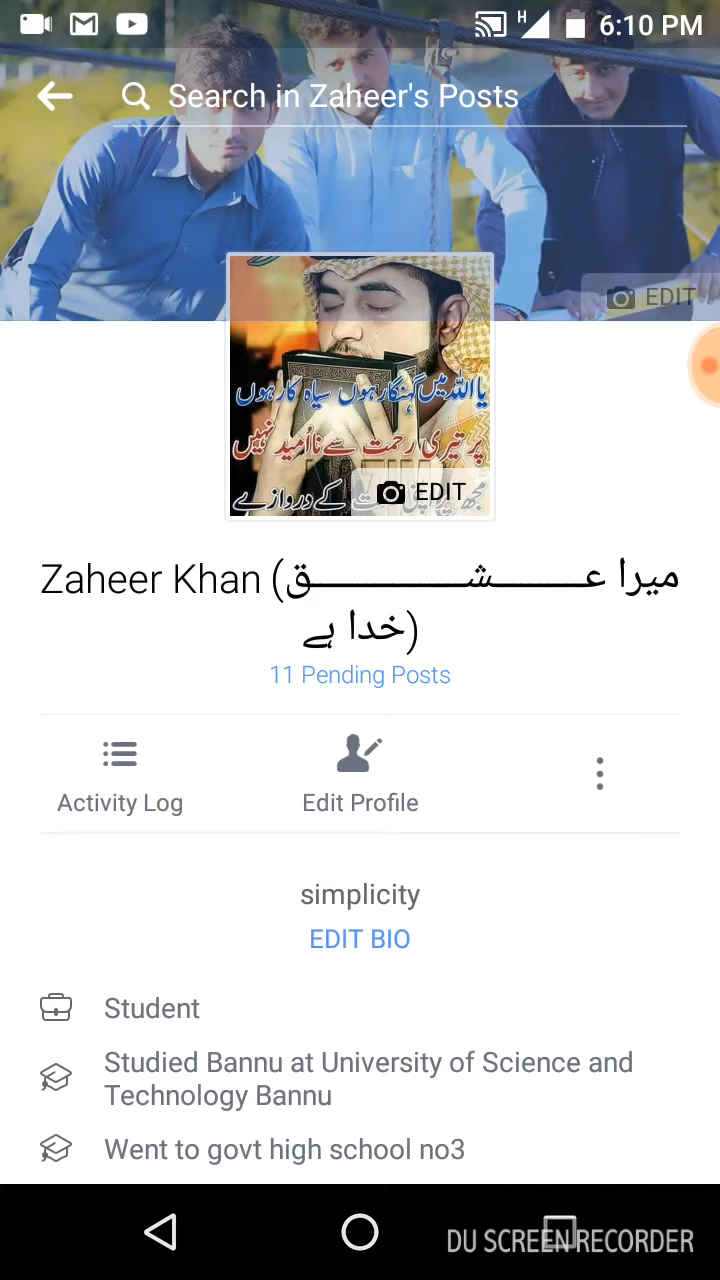 6:10 PM
Search in Zaheer's Posts
EDIT
یا اللہ میں گنہگار ہوں سیاہ کار ہوں
پر تیری رحمت سے نا اُمید نہیں
کے دروازے
EDIT
Zaheer Khan (میرا عـــــــشــــــــــــق
خدا ہے)
11 Pending Posts
Activity Log
Edit Profile
simplicity
EDIT BIO
Student
Studied Bannu at University of Science and
Technology Bannu
Went to govt high school no3
DU SCREEN RECORDER